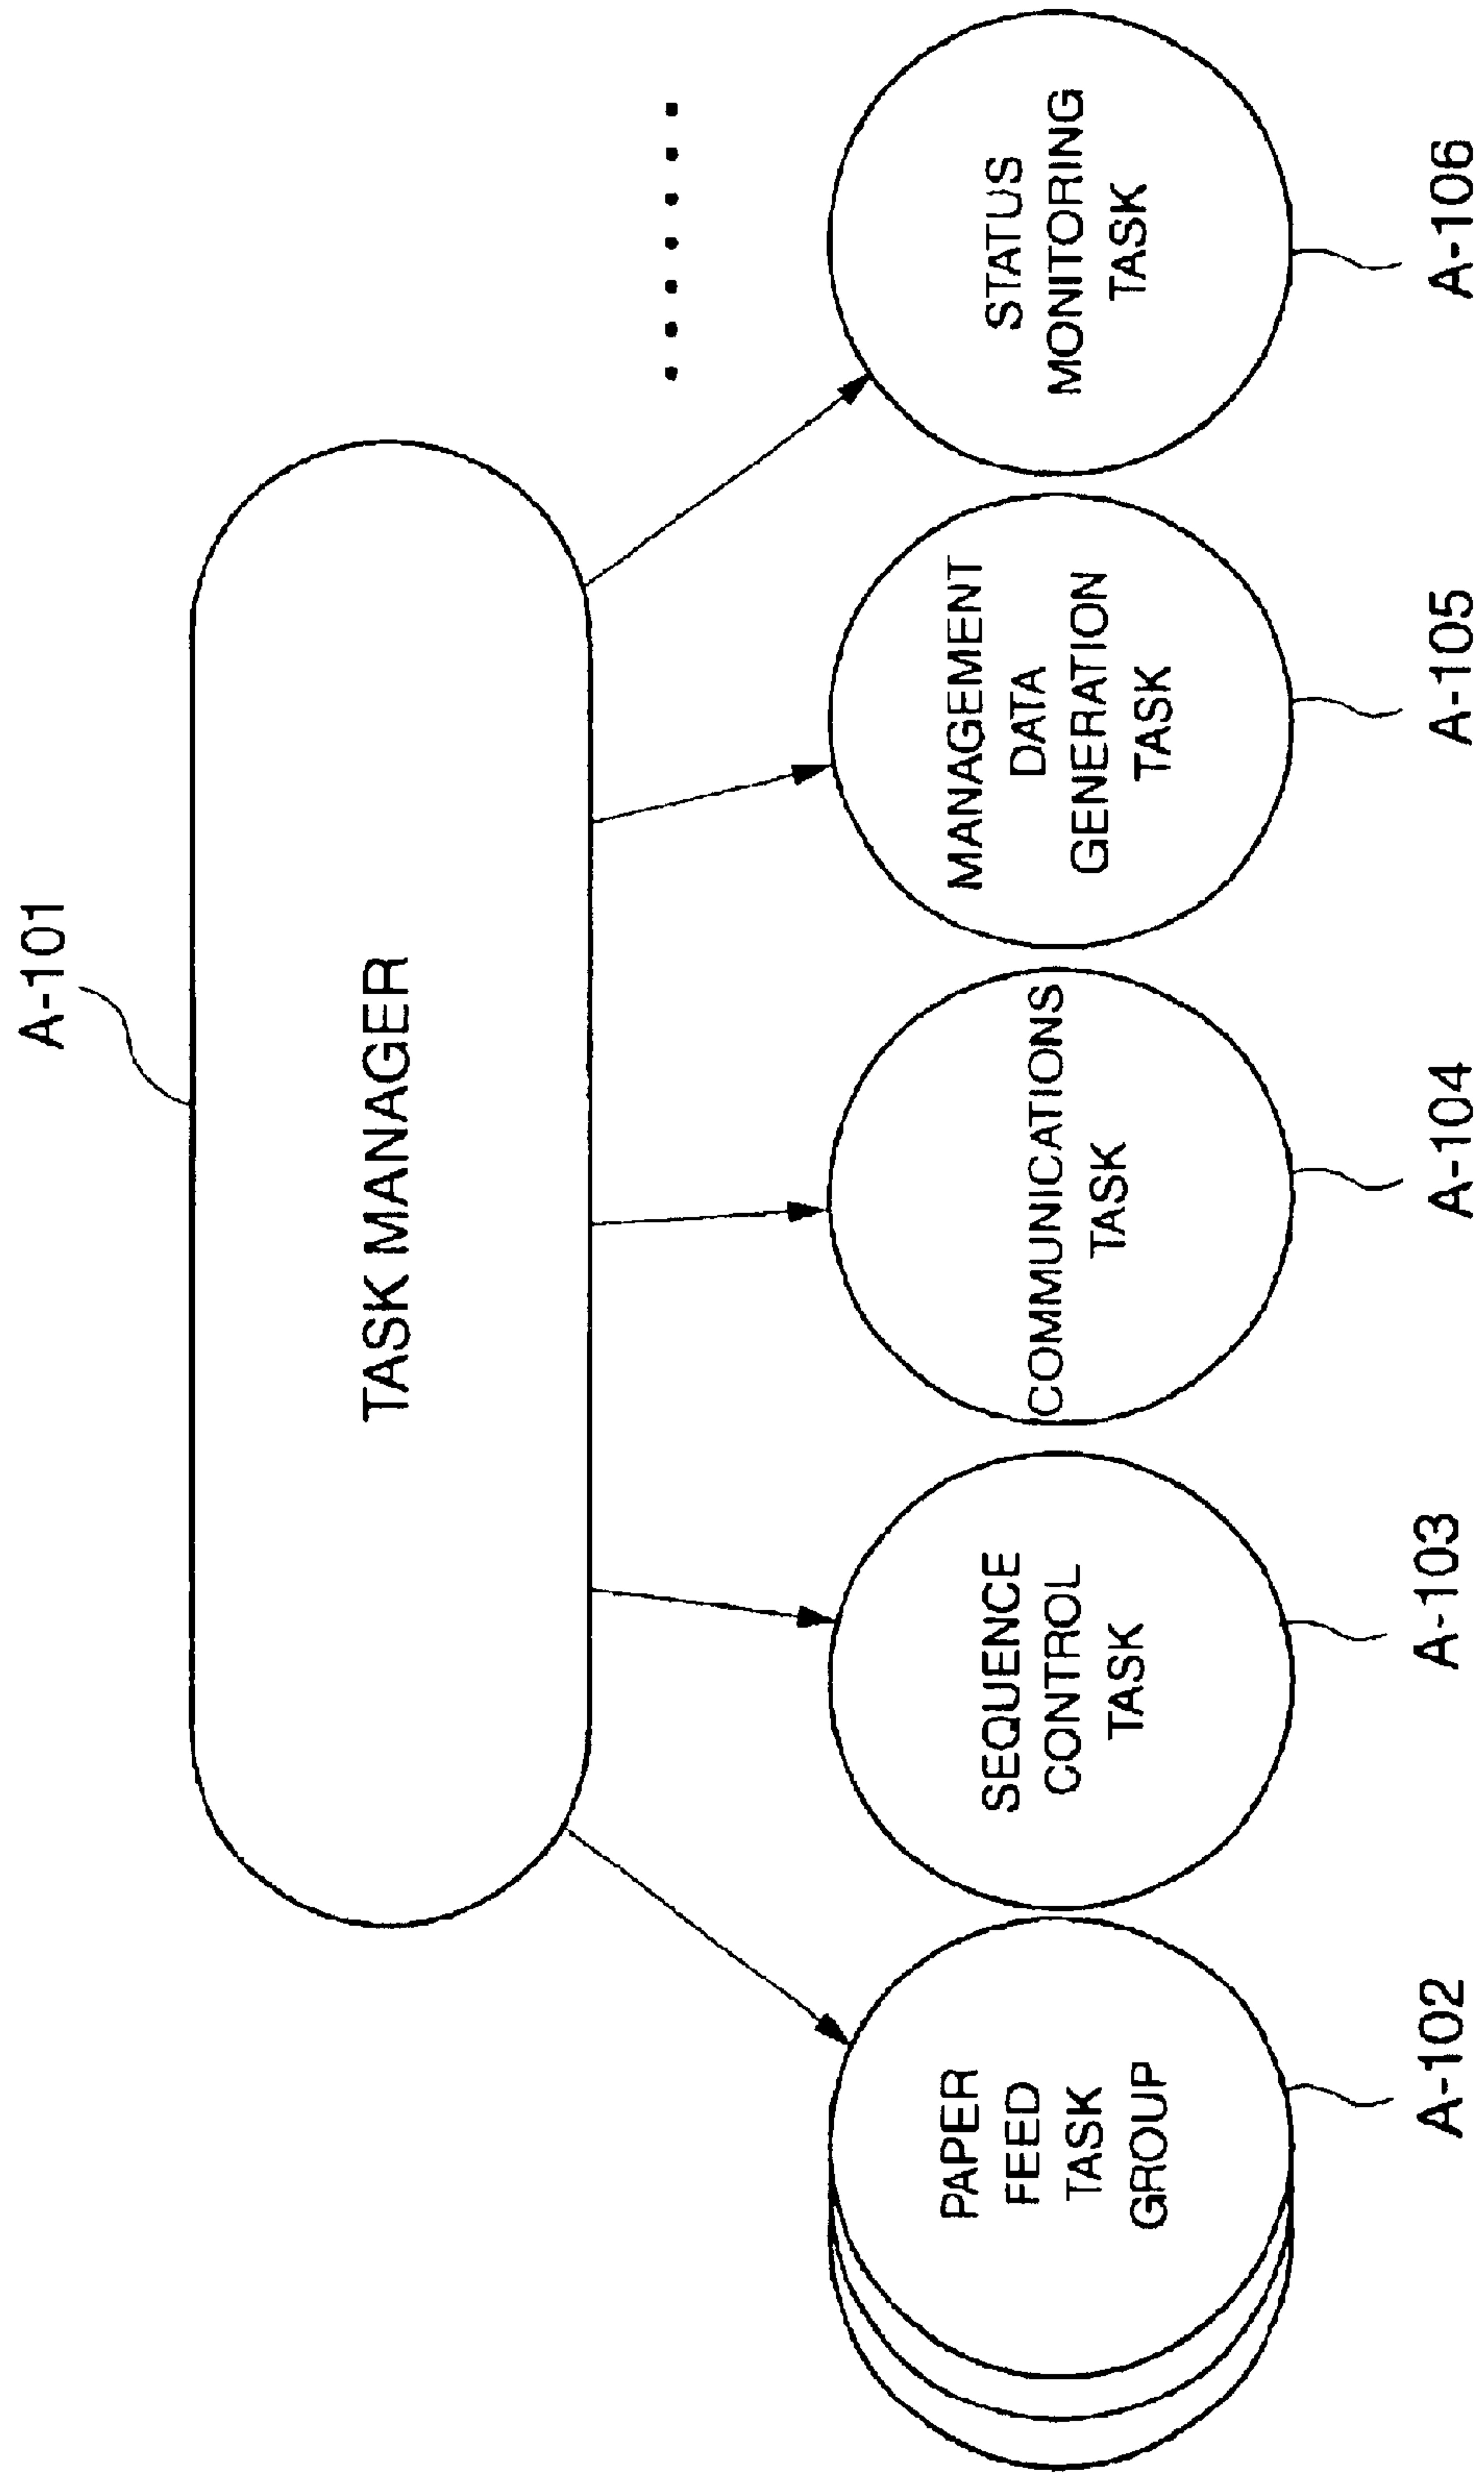 A-101
TASK MANAGER
PAPER
FEED
TASK
GROUP
SEQUENCE
CONTROL
TASK
COMMUNICATIONS
TASK
MANAGEMENT
DATA
GENERATION
TASK
STATUS
MONITORING
TASK
A-102
A-103
A-104
A-105
A-106